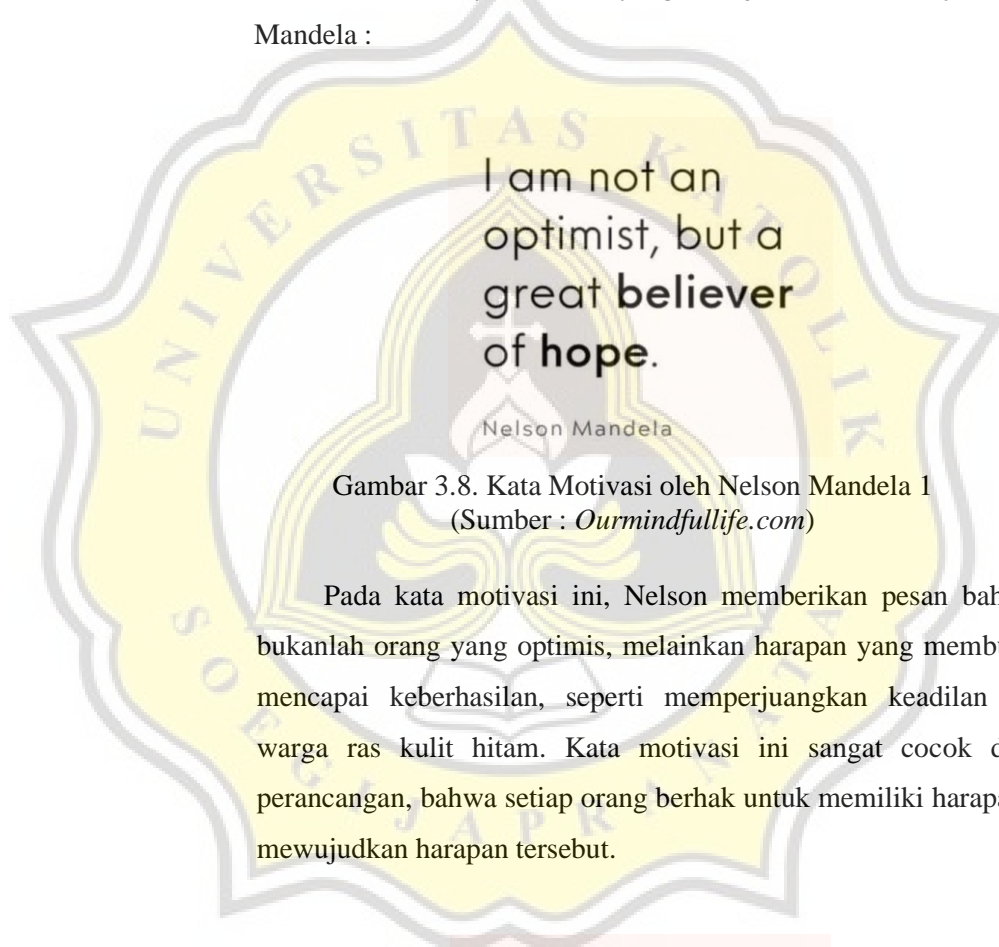 Mandela :
UNIVERSITAS KATOLIK
SOEGIJAPRANATA
I am not an
optimist, but a
great believer
of hope.
Nelson Mandela
Gambar 3.8. Kata Motivasi oleh Nelson Mandela 1
(Sumber : Ourmindfullife.com)
Pada kata motivasi ini, Nelson memberikan pesan
bukanlah orang yang optimis, melainkan harapan yang
mencapai keberhasilan, seperti memperjuangkan keadilan
warga ras kulit hitam. Kata motivasi ini sangat cocok
perancangan, bahwa setiap orang berhak untuk memiliki
mewujudkan harapan tersebut.